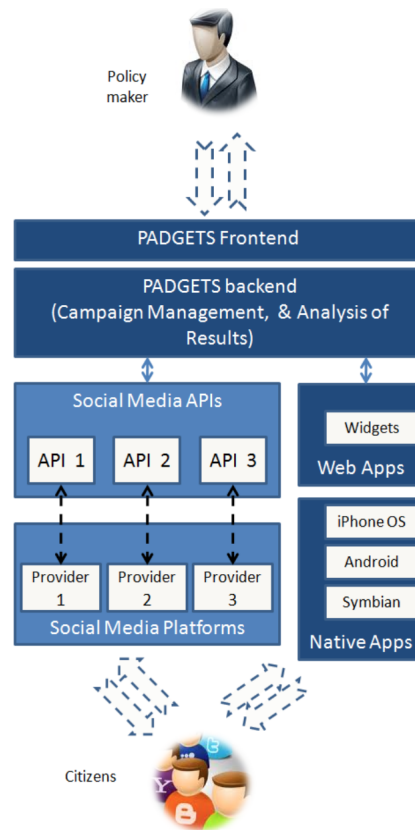 Policy
maker
PADGETS Frontend
PADGETS backend
(Campaign Management, & Analysis of
Results)
Social Media APIs
API 1
API 2
API 3
Widgets
Web Apps
iPhone OS
Android
Symbian
Native Apps
Provider
1
Provider
2
Provider
3
Social Media Platforms
Citizens